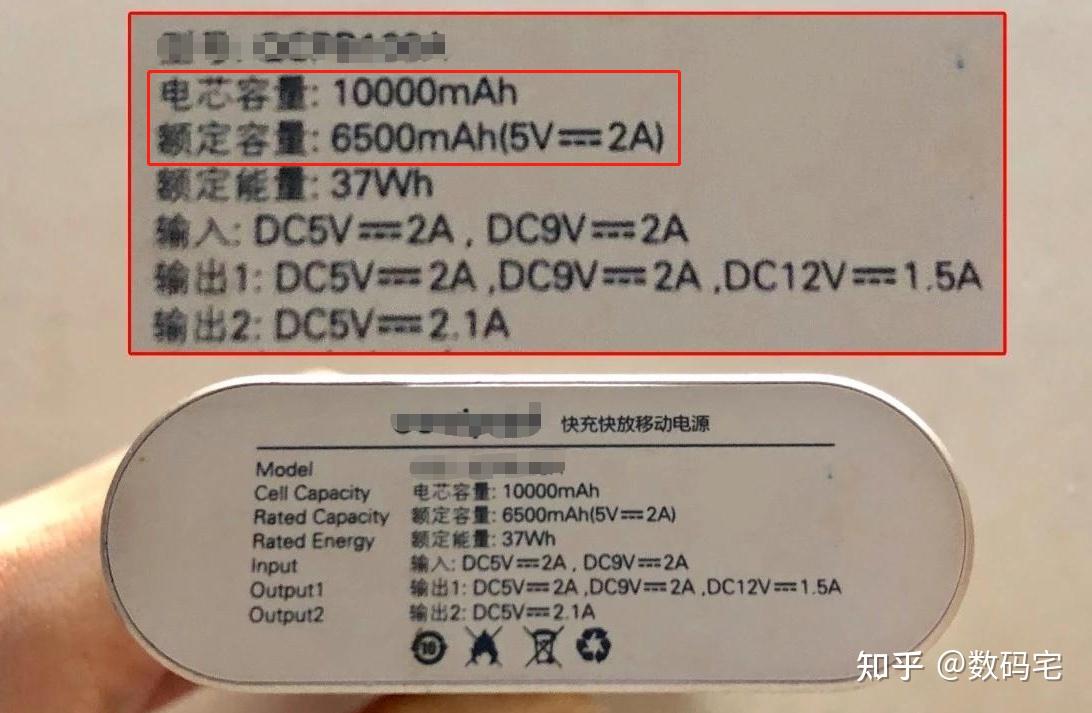 电芯容量: 10000mAh
额定容量: 6500mAh(5V⎓2A)
额定能量: 37Wh
输入: DC5V⎓2A , DC9V⎓2A
输出1: DC5V⎓2A ,DC9V⎓2A ,DC12V⎓1.5A
输出2: DC5V⎓2.1A
快充快放移动电源
Model
Cell Capacity 电芯容量: 10000mAh
Rated Capacity 额定容量: 6500mAh(5V⎓2A)
Rated Energy 额定能量: 37Wh
Input 输入: DC5V⎓2A , DC9V⎓2A
Output1 输出1: DC5V⎓2A ,DC9V⎓2A ,DC12V⎓1.5A
Output2 输出2: DC5V⎓2.1A
10
知乎 @数码宅